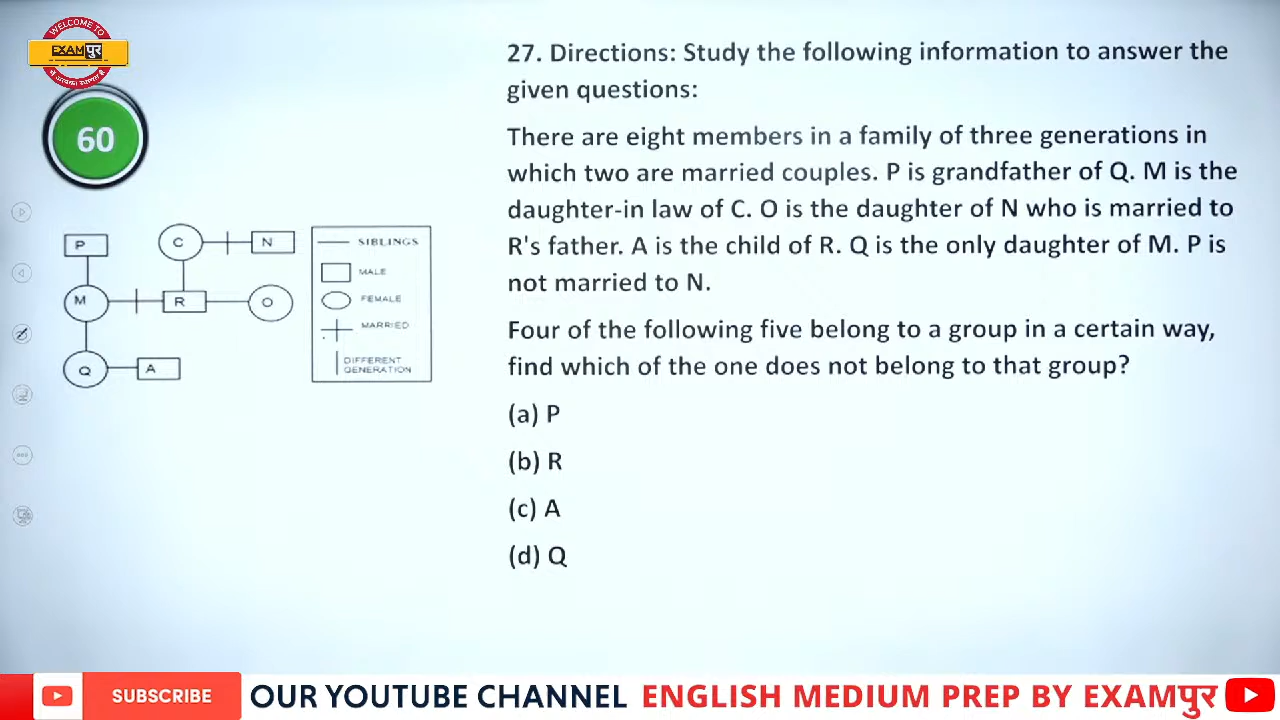 WELCOME TO
EXAMपुर
60
27. Directions: Study the following information to answer the
given questions:
There are eight members in a family of three generations in
which two are married couples. P is grandfather of Q. M is the
daughter-in law of C. O is the daughter of N who is married to
R's father. A is the child of R. Q is the only daughter of M. P is
not married to N.
Four of the following five belong to a group in a certain way,
find which of the one does not belong to that group?
(a) P
(b) R
(c) A
(d) Q
P
C
N
M
R
O
Q
A
SIBLINGS
MALE
FEMALE
MARRIED
DIFFERENT
GENERATION
SUBSCRIBE
OUR YOUTUBE CHANNEL ENGLISH MEDIUM PREP BY EXAMपुर